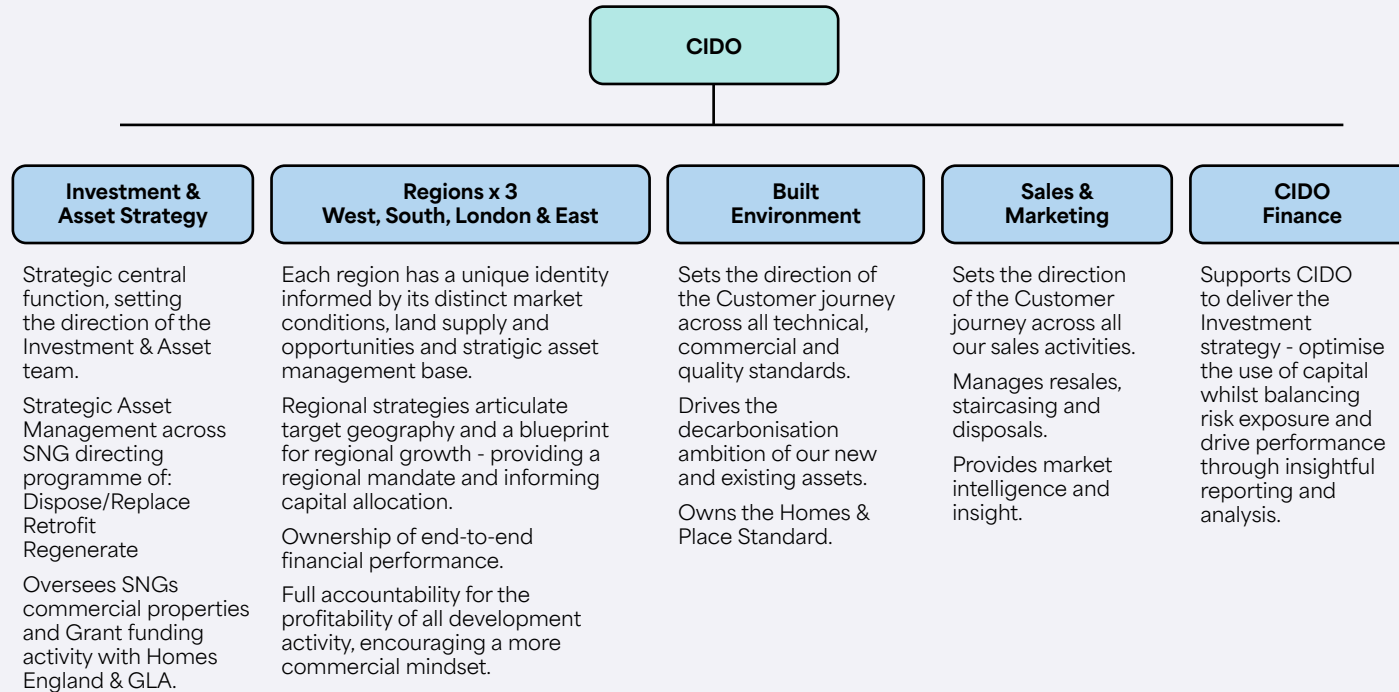 CIDO
Investment &
Asset Strategy
Strategic central
function, setting
the direction of the
Investment & Asset
team.
Strategic Asset
Management across
SNG directing
programme of:
Dispose/Replace
Retrofit
Regenerate
Oversees SNGs
commercial properties
and Grant funding
activity with Homes
England & GLA.
Regions x 3
West, South, London & East
Each region has a unique identity
informed by its distinct market
conditions, land supply and
opportunities and stratigic asset
management base.
Regional strategies articulate
target geography and a blueprint
for regional growth - providing a
regional mandate and informing
capital allocation.
Ownership of end-to-end
financial performance.
Full accountability for the
profitability of all development
activity, encouraging a more
commercial mindset.
Built
Environment
Sets the direction of
the Customer journey
across all technical,
commercial and
quality standards.
Drives the
decarbonisation
ambition of our new
and existing assets.
Owns the Homes &
Place Standard.
Sales &
Marketing
Sets the direction
of the Customer
journey across all
our sales activities.
Manages resales,
staircasing and
disposals.
Provides market
intelligence and
insight.
CIDO
Finance
Supports CIDO
to deliver the
Investment
strategy - optimise
the use of capital
whilst balancing
risk exposure and
drive performance
through insightful
reporting and
analysis.